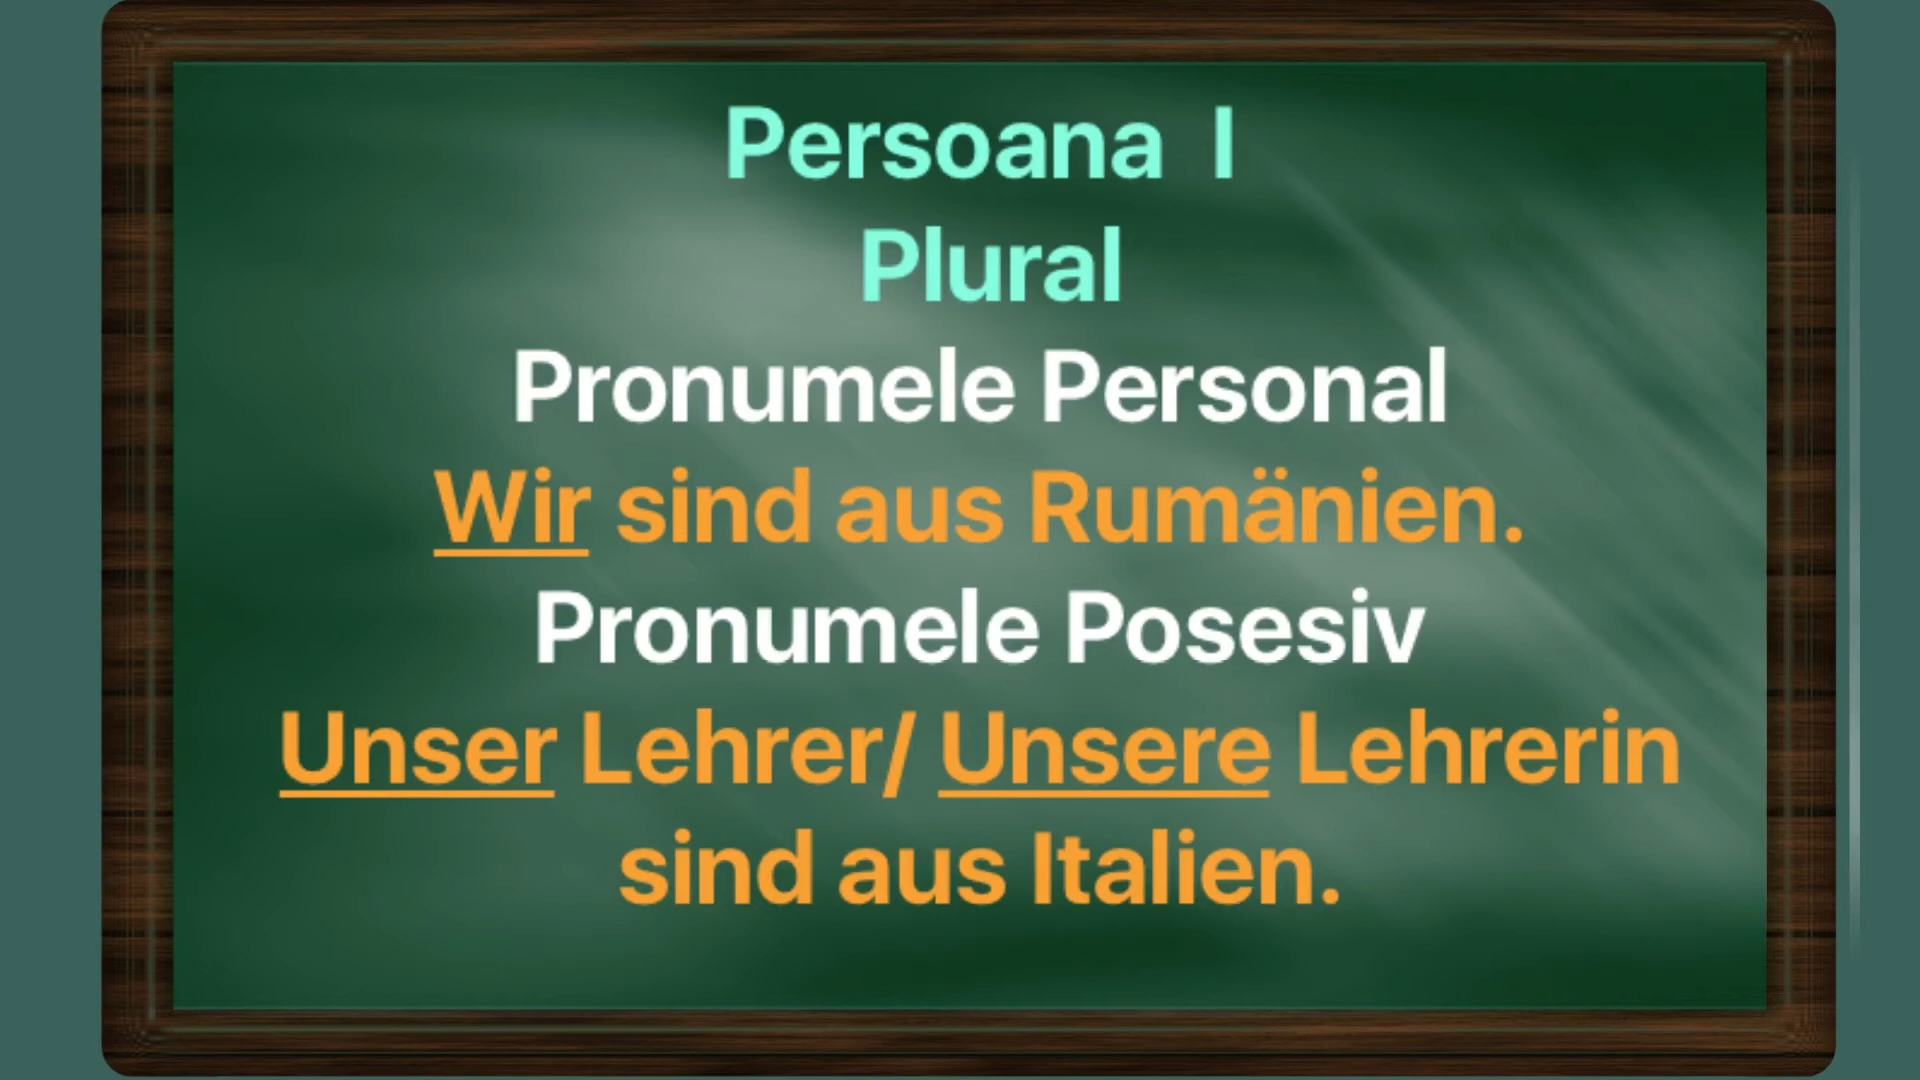 Persoana I
Plural
Pronumele Personal
Wir sind aus Rumänien.
Pronumele Posesiv
Unser Lehrer/ Unsere Lehrerin
sind aus Italien.